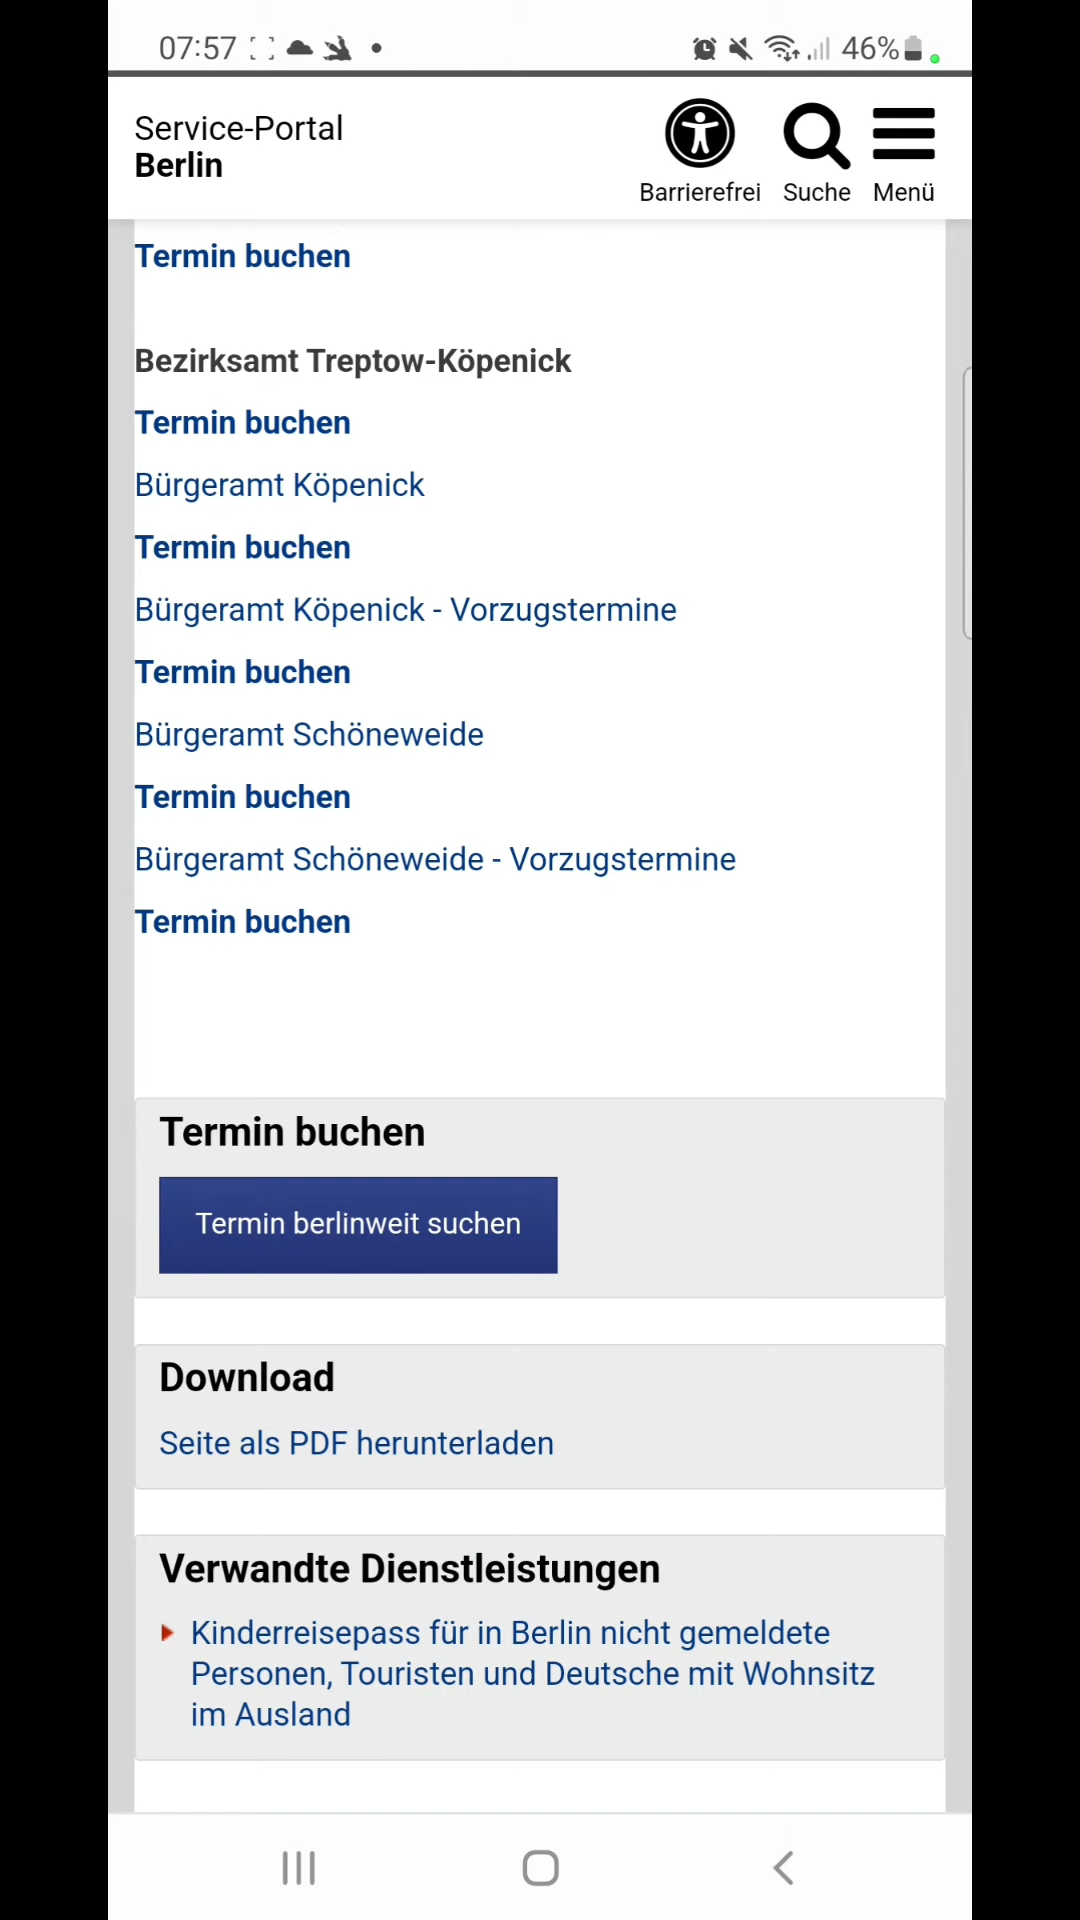 07:57
46%
Service-Portal
Berlin
Barrierefrei
Suche
Menü
Termin buchen
Bezirksamt Treptow-Köpenick
Termin buchen
Bürgeramt Köpenick
Termin buchen
Bürgeramt Köpenick - Vorzugstermine
Termin buchen
Bürgeramt Schöneweide
Termin buchen
Bürgeramt Schöneweide - Vorzugstermine
Termin buchen
Termin buchen
Termin berlinweit suchen
Download
Seite als PDF herunterladen
Verwandte Dienstleistungen
Kinderreisepass für in Berlin nicht gemeldete
Personen, Touristen und Deutsche mit Wohnsitz
im Ausland